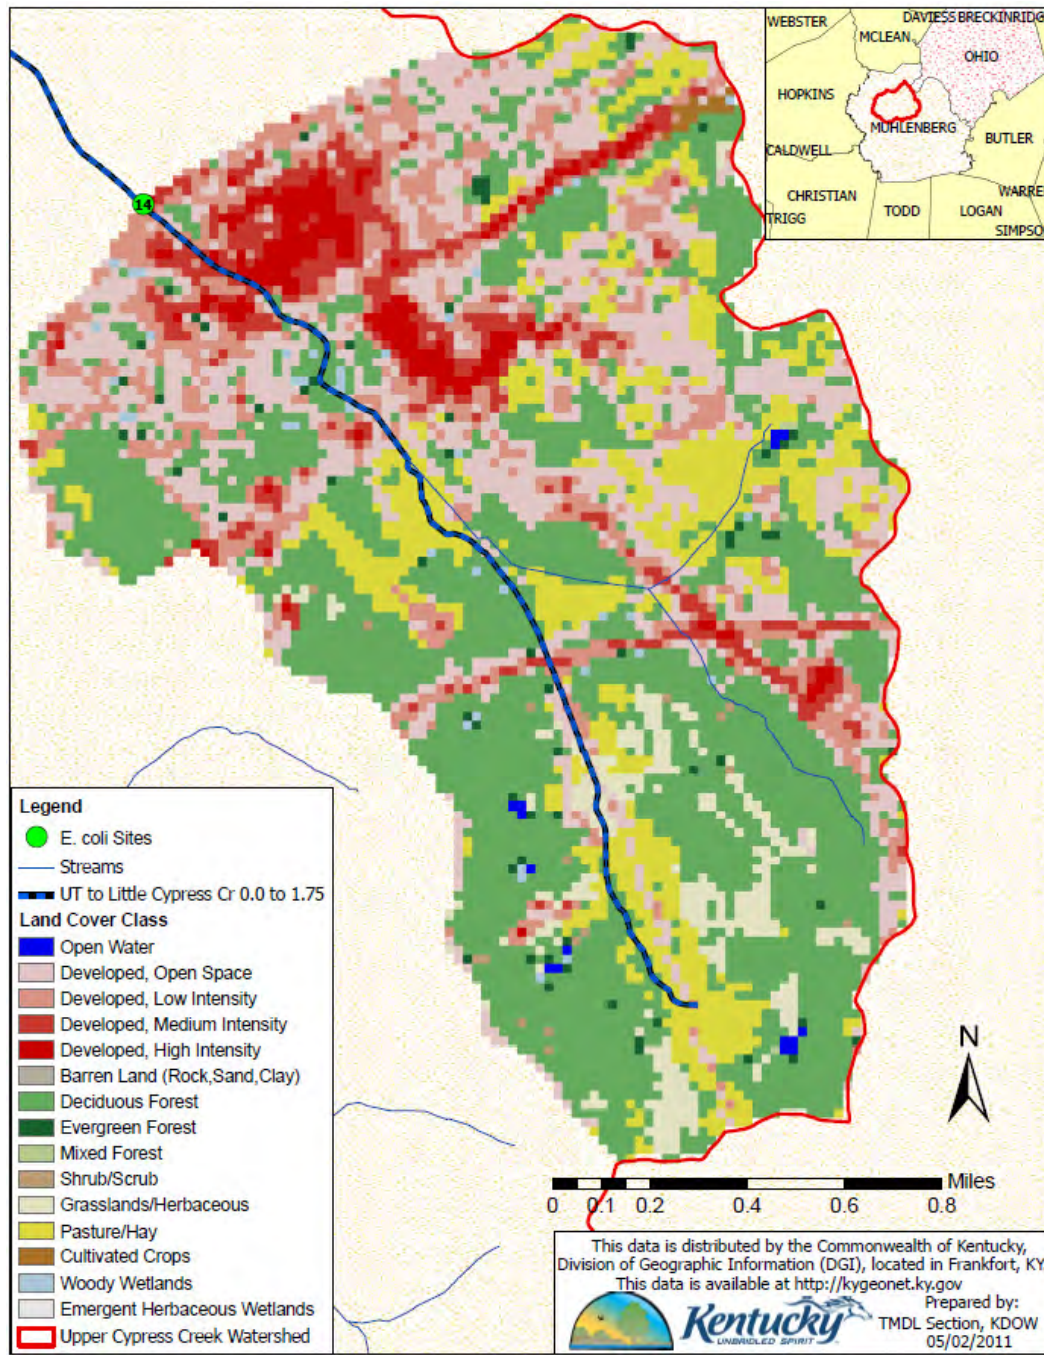 WEBSTER
DAVIESS BRECKINRIDG
MCLEAN
OHIO
HOPKINS
MUHLENBERG
BUTLER
CALDWELL
CHRISTIAN
WARRE
TRIGG
TODD
LOGAN
SIMPSO
14
Legend
E. coli Sites
Streams
UT to Little Cypress Cr 0.0 to 1.75
Land Cover Class
Open Water
Developed, Open Space
Developed, Low Intensity
Developed, Medium Intensity
Developed, High Intensity
Barren Land (Rock,Sand,Clay)
Deciduous Forest
Evergreen Forest
Mixed Forest
Shrub/Scrub
Grasslands/Herbaceous
Pasture/Hay
Cultivated Crops
Woody Wetlands
Emergent Herbaceous Wetlands
Upper Cypress Creek Watershed
N
Miles
0 0.1 0.2 0.4 0.6 0.8
This data is distributed by the Commonwealth of Kentucky,
Division of Geographic Information (DGI), located in Frankfort, KY
This data is available at http://kygeonet.ky.gov
Kentucky
UNBRIDLED SPIRIT
Prepared by:
TMDL Section, KDOW
05/02/2011